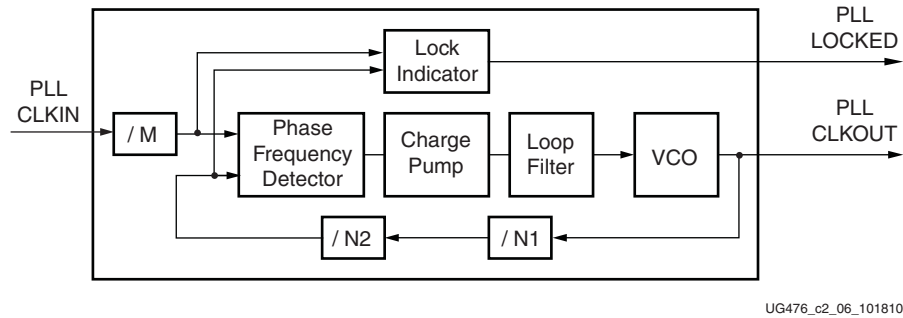 PLL
LOCKED
Lock
Indicator
PLL
CLKIN
PLL
CLKOUT
/ M
Phase
Frequency
Detector
Charge
Pump
Loop
Filter
VCO
/ N2
/ N1
UG476_c2_06_101810